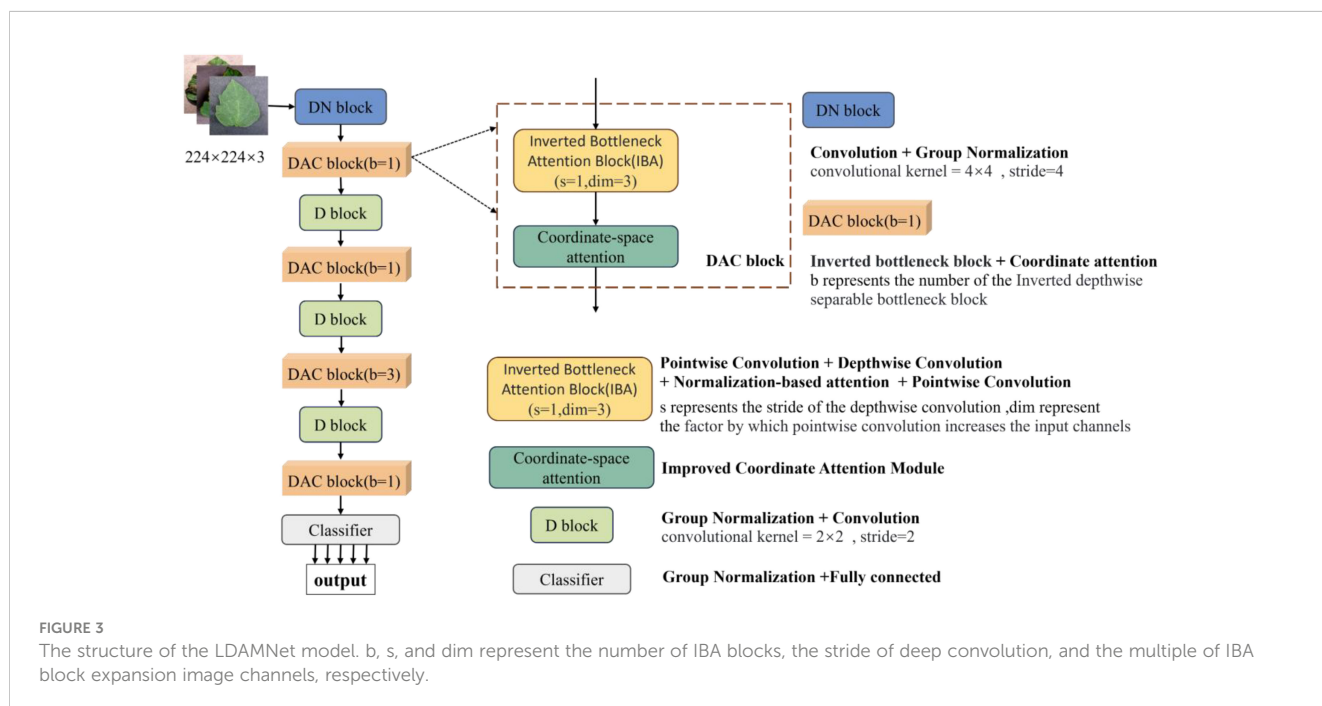 224×224×3
DN block
DAC block(b=1)
D block
DAC block(b=1)
D block
DAC block(b=3)
D block
DAC block(b=1)
Classifier
output
Inverted Bottleneck
Attention Block(IBA)
(s=1,dim=3)
Coordinate-space
attention
DAC block
DN block
Convolution + Group Normalization
convolutional kernel = 4×4 , stride=4
DAC block(b=1)
Inverted bottleneck block + Coordinate attention
b represents the number of the Inverted depthwise
separable bottleneck block
Inverted Bottleneck
Attention Block(IBA)
(s=1,dim=3)
Pointwise Convolution + Depthwise Convolution
+ Normalization-based attention + Pointwise Convolution
s represents the stride of the depthwise convolution ,dim represent
the factor by which pointwise convolution increases the input channels
Coordinate-space
attention
Improved Coordinate Attention Module
D block
Group Normalization + Convolution
convolutional kernel = 2×2 , stride=2
Classifier
Group Normalization +Fully connected
FIGURE 3
The structure of the LDAMNet model. b, s, and dim represent the number of IBA blocks, the stride of deep convolution, and the multiple of IBA
block expansion image channels, respectively.